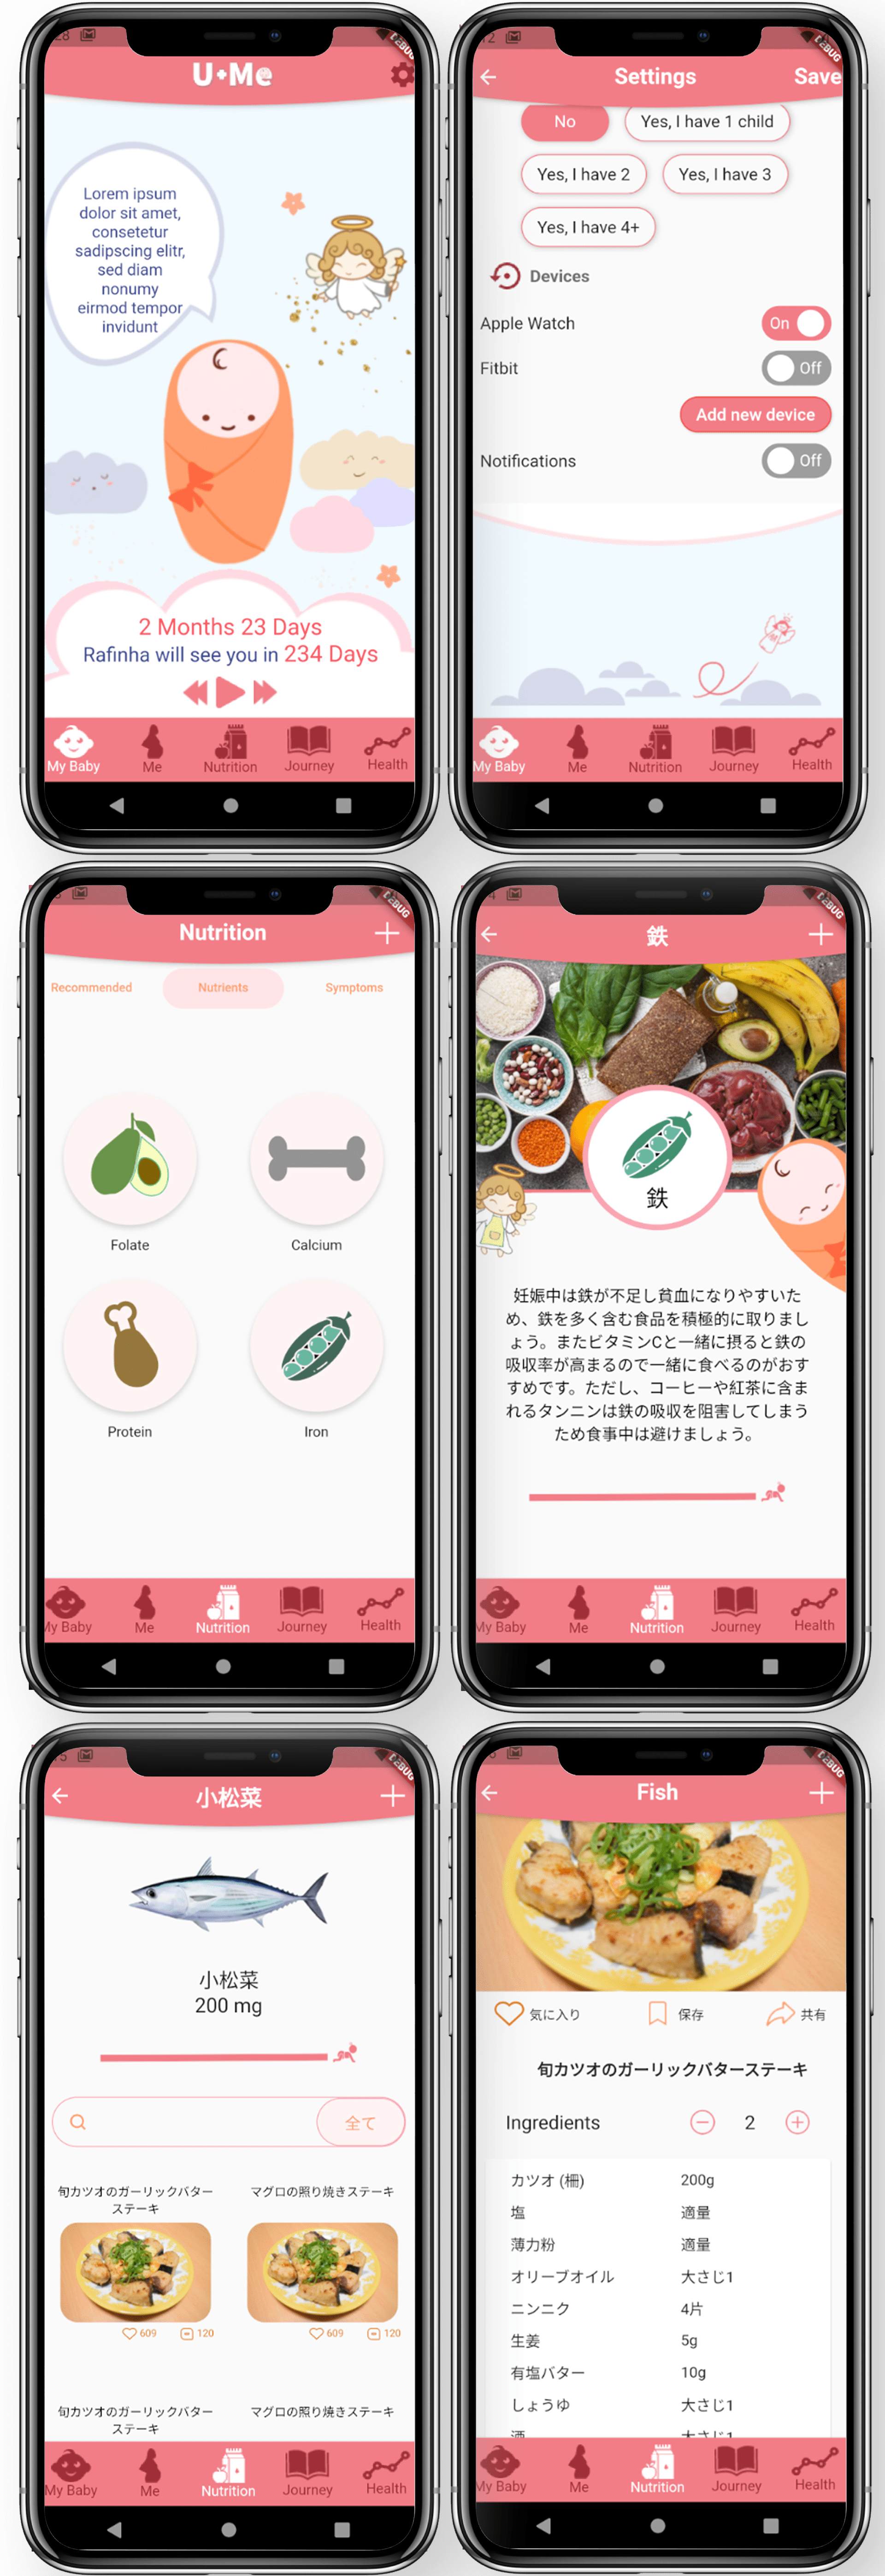 28
DEBUG
U+Me
Lorem ipsum
dolor sit amet,
consetetur
sadipscing elitr,
sed diam
nonumy
eirmod tempor
invidunt
2 Months 23 Days
Rafinha will see you in 234 Days
My Baby
Me
Nutrition
Journey
Health
12
DEBUG
Settings
Save
No
Yes, I have 1 child
Yes, I have 2
Yes, I have 3
Yes, I have 4+
Devices
Apple Watch
On
Fitbit
Off
Add new device
Notifications
Off
My Baby
Me
Nutrition
Journey
Health
DEBUG
Nutrition
Recommended
Nutrients
Symptoms
Folate
Calcium
Protein
Iron
My Baby
Me
Nutrition
Journey
Health
4
DEBUG
鉄
鉄
妊娠中は鉄が不足し貧血になりやすいた
め、鉄を多く含む食品を積極的に取りまし
ょう。またビタミンCと一緒に摂ると鉄の
吸収率が高まるので一緒に食べるのがおす
すめです。ただし、コーヒーや紅茶に含ま
れるタンニンは鉄の吸収を阻害してしまう
ため食事中は避けましょう。
My Baby
Me
Nutrition
Journey
Health
5
DEBUG
小松菜
小松菜
200 mg
全て
旬カツオのガーリックバター
ステーキ
マグロの照り焼きステーキ
609
120
609
120
旬カツオのガーリックバター
ステーキ
マグロの照り焼きステーキ
My Baby
Me
Nutrition
Journey
Health
DEBUG
Fish
気に入り
保存
共有
旬カツオのガーリックバターステーキ
Ingredients
2
カツオ (柵) 200g
塩 適量
薄力粉 適量
オリーブオイル 大さじ1
ニンニク 4片
生姜 5g
有塩バター 10g
しょうゆ 大さじ1
酒 大さじ1
My Baby
Me
Nutrition
Journey
Health